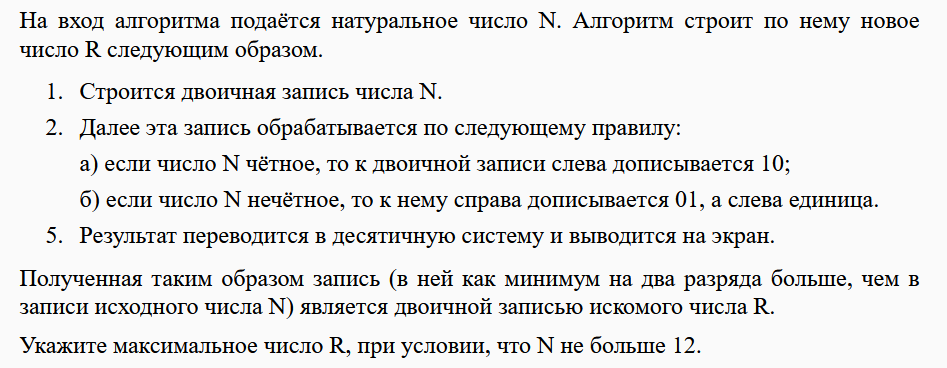 На вход алгоритма подаётся натуральное число N. Алгоритм строит по нему новое
число R следующим образом.
1. Строится двоичная запись числа N.
2. Далее эта запись обрабатывается по следующему правилу:
а) если число N чётное, то к двоичной записи слева дописывается 10;
б) если число N нечётное, то к нему справа дописывается 01, а слева единица.
5. Результат переводится в десятичную систему и выводится на экран.
Полученная таким образом запись (в ней как минимум на два разряда больше, чем в
записи исходного числа N) является двоичной записью искомого числа R.
Укажите максимальное число R, при условии, что N не больше 12.